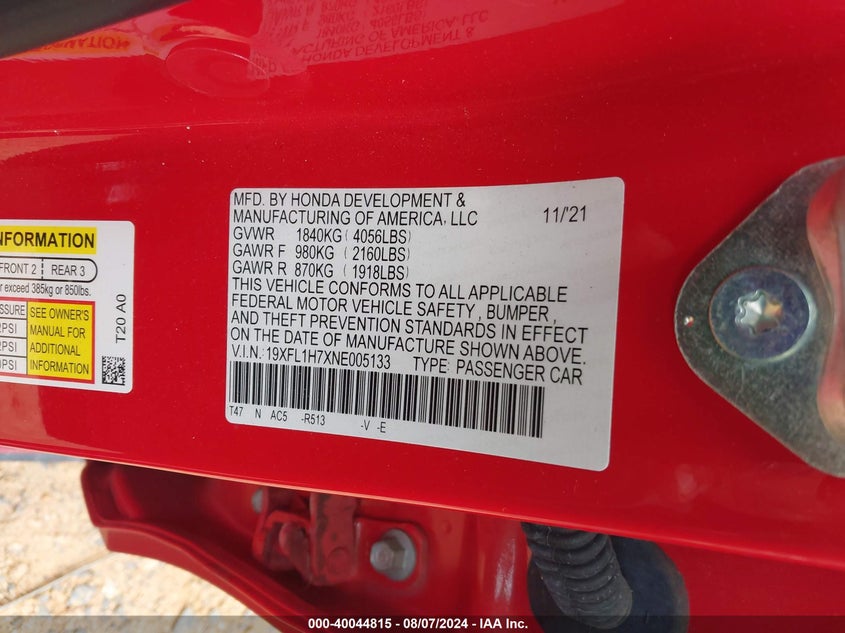 MFD. BY HONDA DEVELOPMENT &
MANUFACTURING OF AMERICA, LLC 11/'21
GVWR 1840KG (4056LBS)
GAWR F 980KG (2160LBS)
GAWR R 870KG (1918LBS)
THIS VEHICLE CONFORMS TO ALL APPLICABLE
FEDERAL MOTOR VEHICLE SAFETY, BUMPER,
AND THEFT PREVENTION STANDARDS IN EFFECT
ON THE DATE OF MANUFACTURE SHOWN ABOVE.
V.I.N.: 19XFL1H7XNE005133 TYPE: PASSENGER CAR
T47 N AC5 -R513 -V -E
INFORMATION
FRONT 2 REAR 3
exceed 385kg or 850lbs.
SEE OWNER'S
MANUAL FOR
ADDITIONAL
INFORMATION
PSI
PSI
PSI
T20 A0
000-40044815 - 08/07/2024 - IAA Inc.